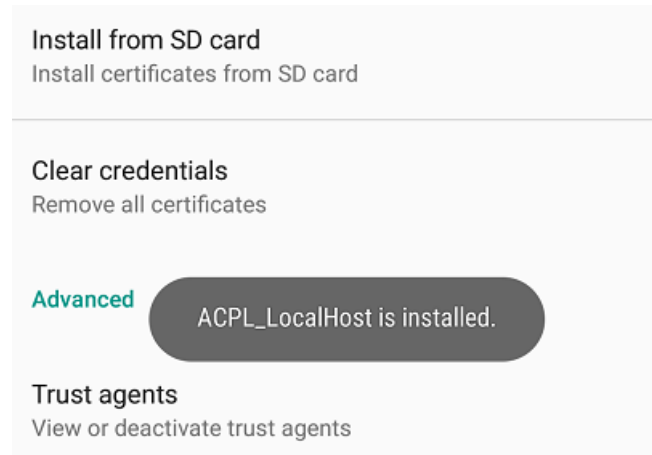 Install from SD card
Install certificates from SD card
Clear credentials
Remove all certificates
Advanced
ACPL_LocalHost is installed.
Trust agents
View or deactivate trust agents